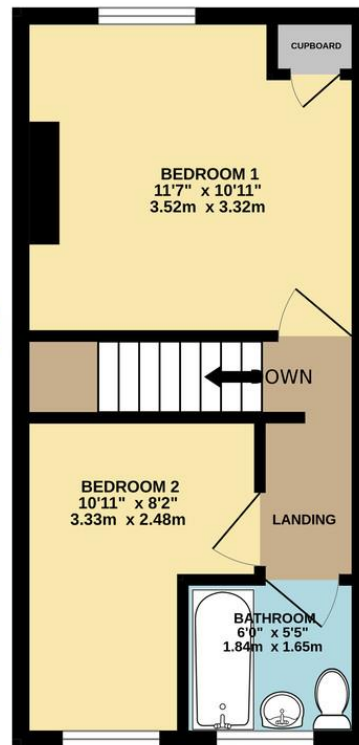 CUPBOARD
BEDROOM 1
11'7" x 10'11"
3.52m x 3.32m
OWN
BEDROOM 2
10'11" x 8'2"
3.33m x 2.48m
LANDING
BATHROOM
6'0" x 5'5"
1.84m x 1.65m